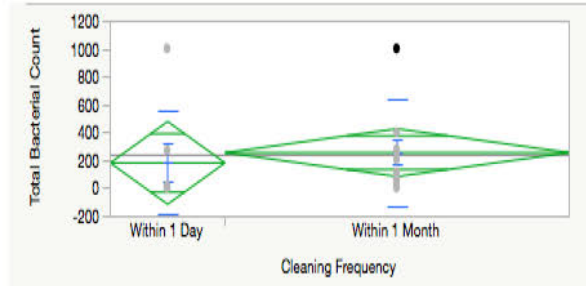 Total Bacterial Count
1200
1000
800
600
400
200
0
-200
Within 1 Day
Within 1 Month
Cleaning Frequency